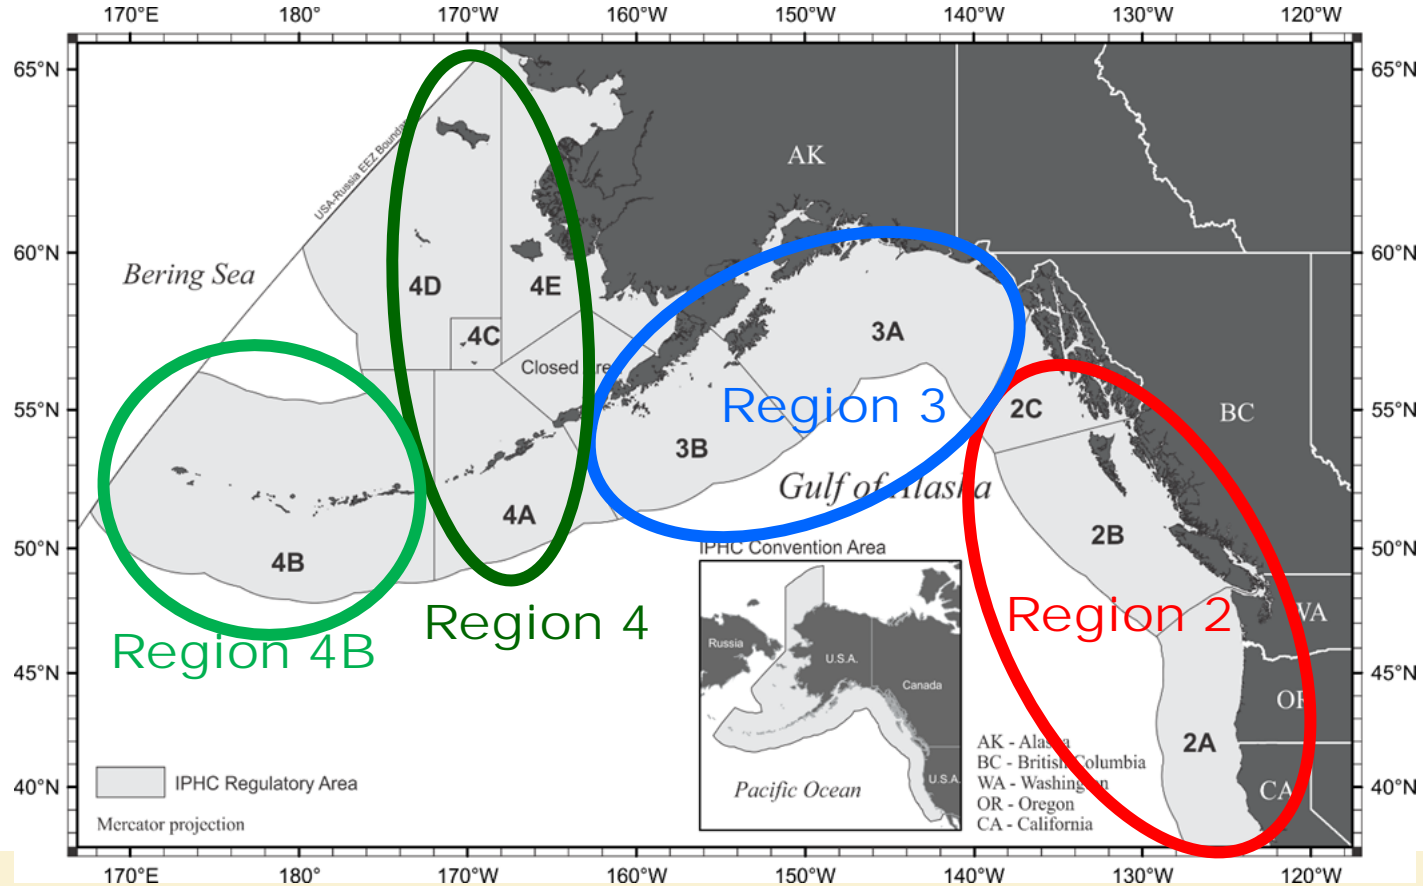 170°E 180° 170°W 160°W 150°W 140°W 130°W 120°W
65°N 65°N
USA-Russia EEZ Boundary
AK
60°N 60°N
Bering Sea
4D
4E
4C
3A
Closed Area
Region 3
2C
55°N 55°N
BC
3B
Gulf of Alaska
4A
2B
50°N 50°N
4B
IPHC Convention Area
Region 4
Region 2
WA
Region 4B
Russia
U.S.A.
Canada
45°N 45°N
OR
2A
AK - Alaska
BC - British Columbia
WA - Washington
OR - Oregon
CA - California
U.S.A.
Pacific Ocean
CA
IPHC Regulatory Area
40°N 40°N
Mercator projection
170°E 180° 170°W 160°W 150°W 140°W 130°W 120°W